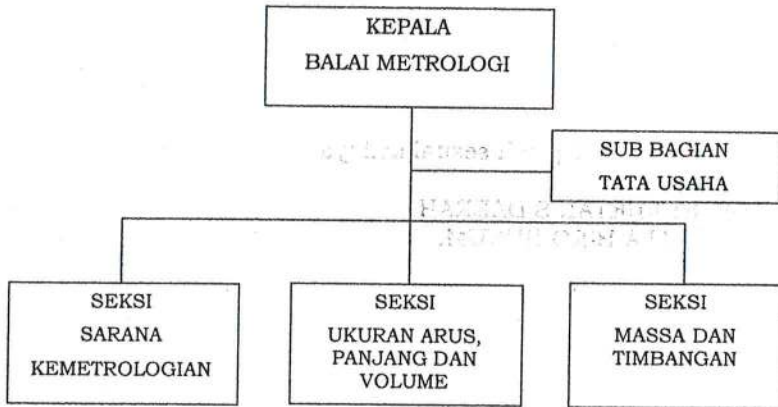 KEPALA
BALAI METROLOGI
SUB BAGIAN
TATA USAHA
SEKSI
SARANA
KEMETROLOGIAN
SEKSI
UKURAN ARUS,
PANJANG DAN
VOLUME
SEKSI
MASSA DAN
TIMBANGAN